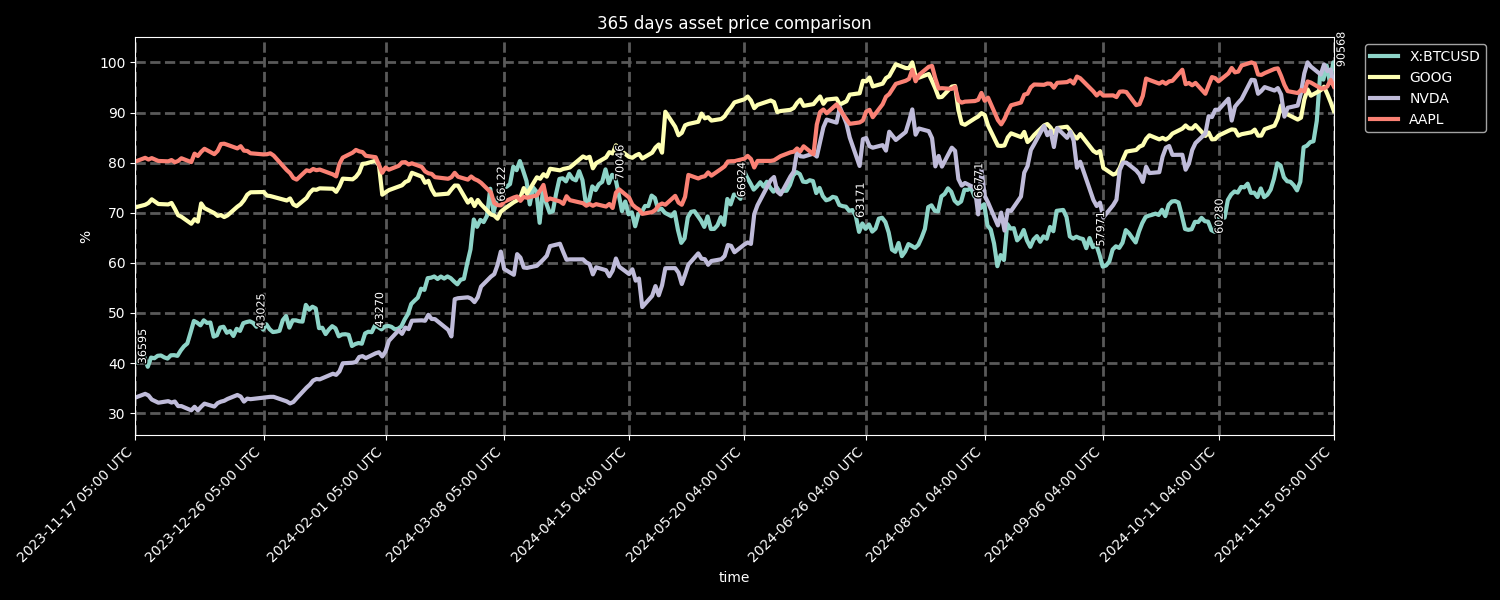 365 days asset price comparison
%
100
90
80
70
60
50
40
30
36595
43025
43270
66122
70046
66924
63171
66771
57971
60280
90568
X:BTCUSD
GOOG
NVDA
AAPL
2023-11-17 05:00 UTC
2023-12-26 05:00 UTC
2024-02-01 05:00 UTC
2024-03-08 05:00 UTC
2024-04-15 04:00 UTC
2024-05-20 04:00 UTC
2024-06-26 04:00 UTC
2024-08-01 04:00 UTC
2024-09-06 04:00 UTC
2024-10-11 04:00 UTC
2024-11-15 05:00 UTC
time